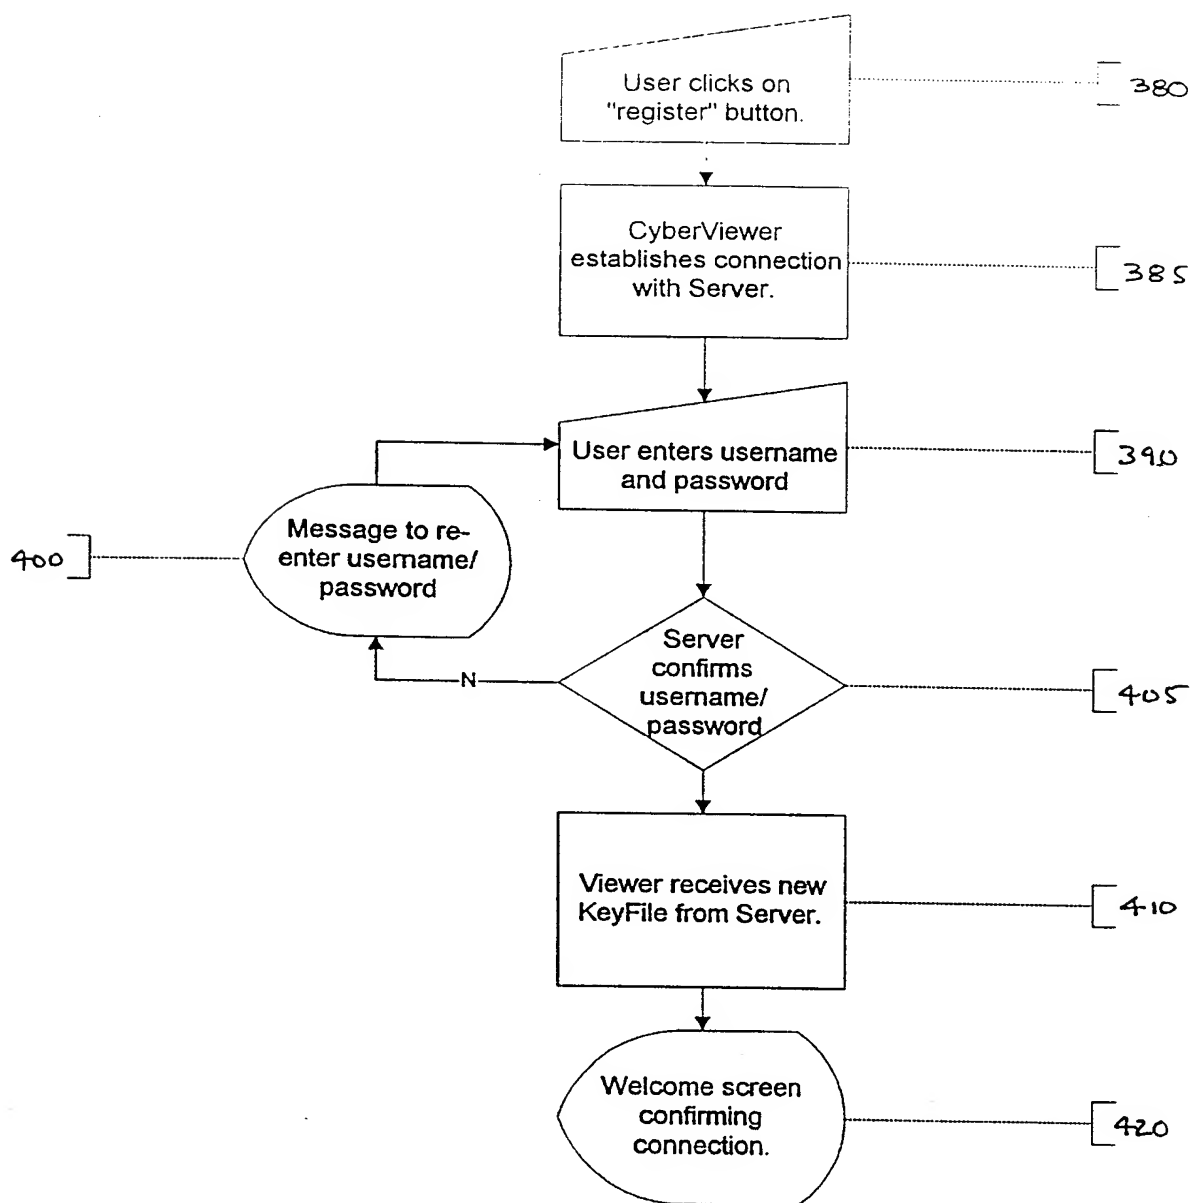 User clicks on
"register" button.
380
CyberViewer
establishes connection
with Server.
385
User enters username
and password
390
Message to re-
enter username/
password
400
Server
confirms
username/
password
N
405
Viewer receives new
KeyFile from Server.
410
Welcome screen
confirming
connection.
420